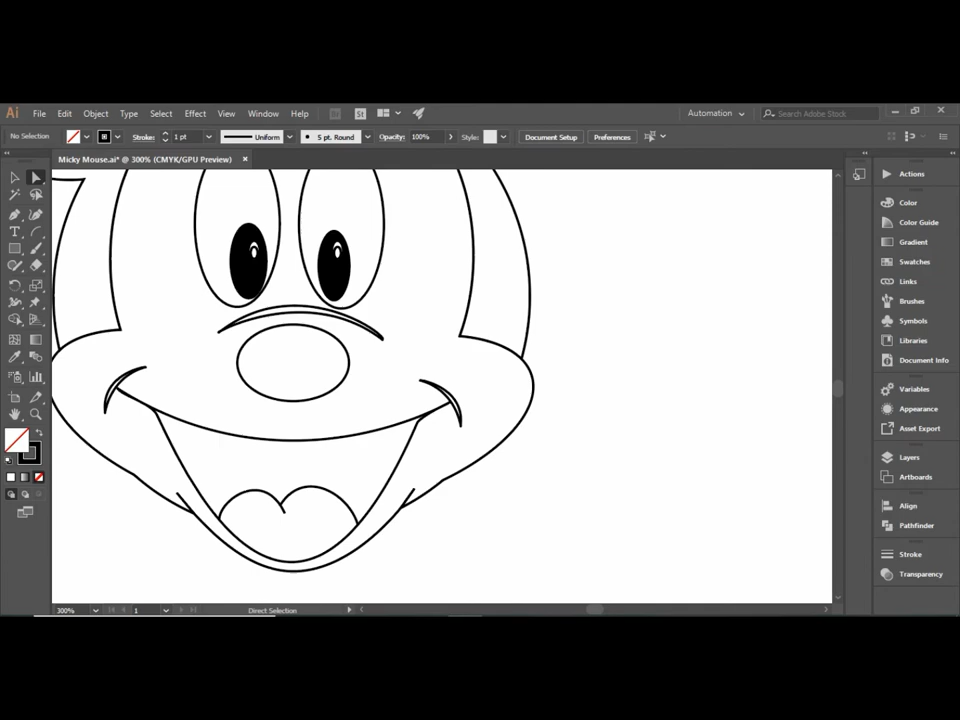 Ai File Edit Object Type Select Effect View Window Help Br St Automation Search Adobe Stock
No Selection Stroke: 1 pt Uniform 5 pt. Round Opacity: 100% Style: Document Setup Preferences
Micky Mouse.ai* @ 300% (CMYK/GPU Preview)
Actions
Color
Color Guide
Gradient
Swatches
Links
Brushes
Symbols
Libraries
Document Info
Variables
Appearance
Asset Export
Layers
Artboards
Align
Pathfinder
Stroke
Transparency
300% 1 Direct Selection